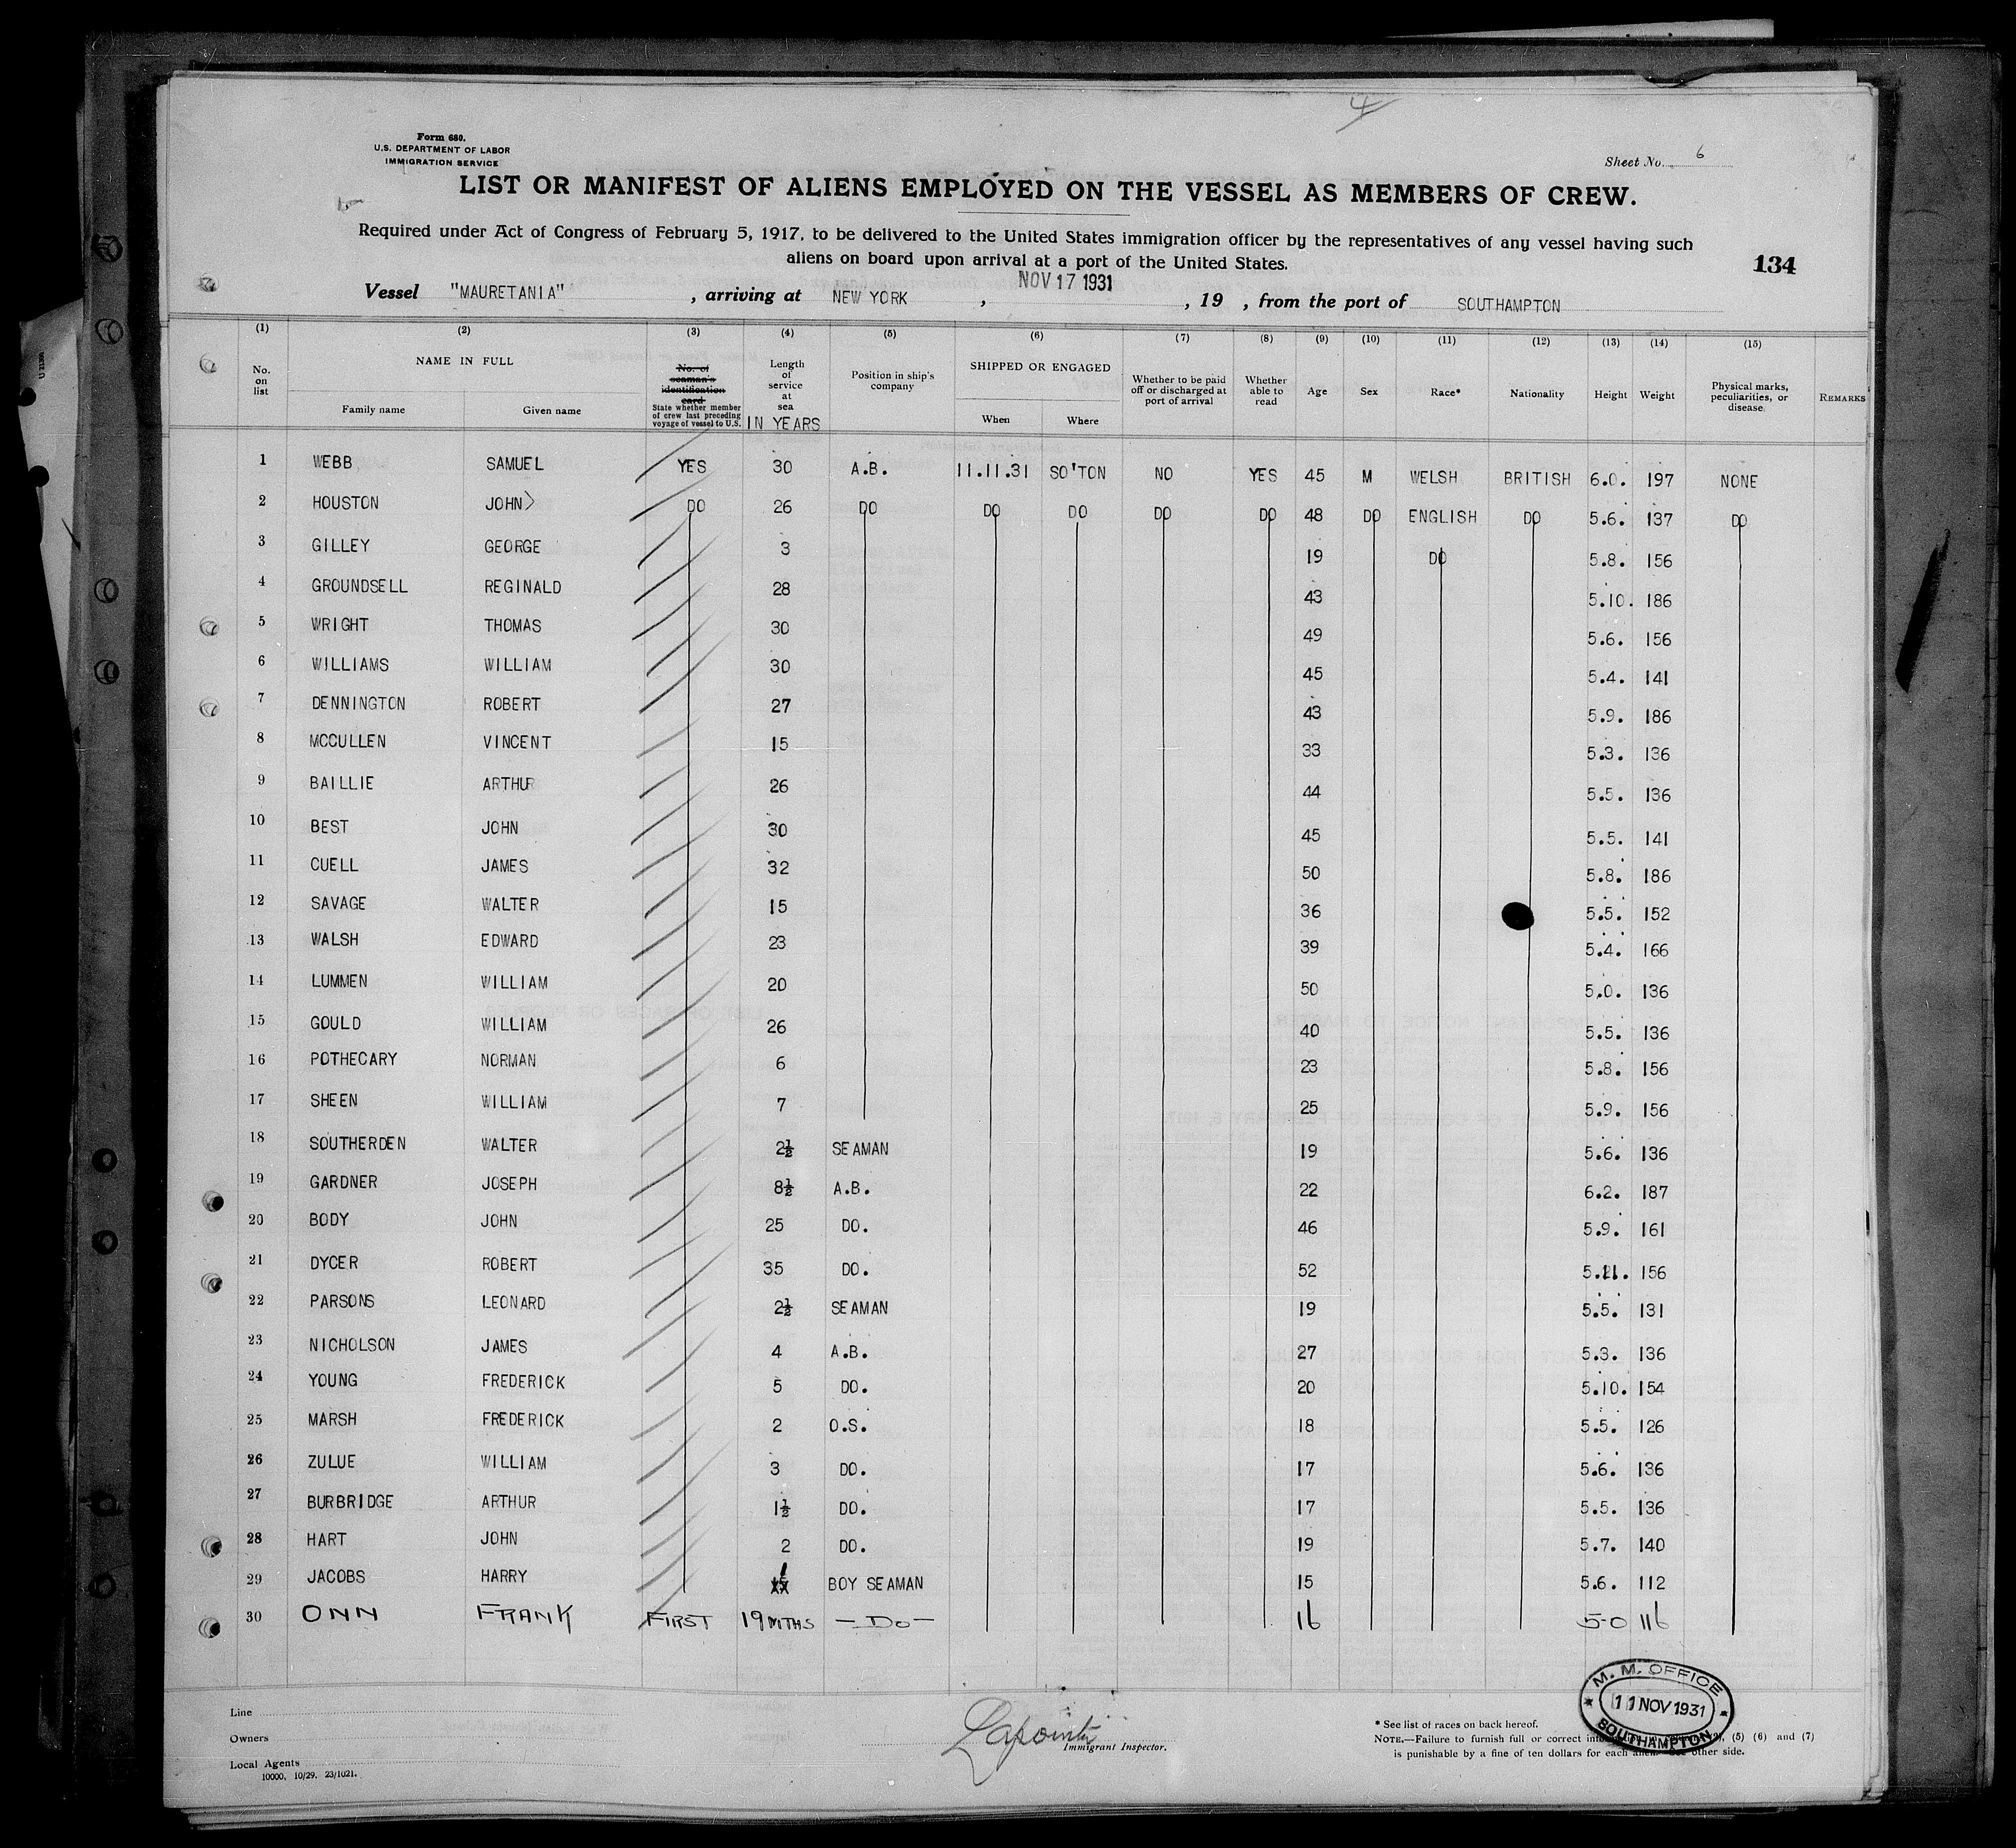 Form 680.
U.S. DEPARTMENT OF LABOR
IMMIGRATION SERVICE
Sheet No. 6
LIST OR MANIFEST OF ALIENS EMPLOYED ON THE VESSEL AS MEMBERS OF CREW.
Required under Act of Congress of February 5, 1917, to be delivered to the United States immigration officer by the representatives of any vessel having such
aliens on board upon arrival at a port of the United States.
134
Vessel "MAURETANIA" , arriving at NEW YORK , NOV 17 1931 , 19 , from the port of SOUTHAMPTON
(1) (2) (3) (4) (5) (6) (7) (8) (9) (10) (11) (12) (13) (14) (15)
No. on list NAME IN FULL Family name Given name No. of seaman's identification card State whether member of crew last preceding voyage of vessel to U.S. Length of service at sea IN YEARS Position in ship's company SHIPPED OR ENGAGED When Where Whether to be paid off or discharged at port of arrival Whether able to read Age Sex Race* Nationality Height Weight Physical marks, peculiarities, or disease REMARKS
1 WEBB SAMUEL YES 30 A.B. 11.11.31 SO'TON NO YES 45 M WELSH BRITISH 6.0. 197 NONE
2 HOUSTON JOHN DO 26 DO DO DO DO DO 48 DO ENGLISH DO 5.6. 137 DO
3 GILLEY GEORGE 3 19 DO 5.8. 156
4 GROUNDSELL REGINALD 28 43 5.10. 186
5 WRIGHT THOMAS 30 49 5.6. 156
6 WILLIAMS WILLIAM 30 45 5.4. 141
7 DENNINGTON ROBERT 27 43 5.9. 186
8 MCCULLEN VINCENT 15 33 5.3. 136
9 BAILLIE ARTHUR 26 44 5.5. 136
10 BEST JOHN 30 45 5.5. 141
11 CUELL JAMES 32 50 5.8. 186
12 SAVAGE WALTER 15 36 5.5. 152
13 WALSH EDWARD 23 39 5.4. 166
14 LUMMEN WILLIAM 20 50 5.0. 136
15 GOULD WILLIAM 26 40 5.5. 136
16 POTHECARY NORMAN 6 23 5.8. 156
17 SHEEN WILLIAM 7 25 5.9. 156
18 SOUTHERDEN WALTER 2½ SEAMAN 19 5.6. 136
19 GARDNER JOSEPH 8½ A.B. 22 6.2. 187
20 BODY JOHN 25 DO. 46 5.9. 161
21 DYCER ROBERT 35 DO. 52 156
22 PARSONS LEONARD 2½ SEAMAN 19 5.5. 131
23 NICHOLSON JAMES 4 A.B. 27 5.3. 136
24 YOUNG FREDERICK 5 DO. 20 5.10. 154
25 MARSH FREDERICK 2 O.S. 18 5.5. 126
26 ZULUE WILLIAM 3 DO. 17 5.6. 136
27 BURBRIDGE ARTHUR 1½ DO. 17 5.5. 136
28 HART JOHN 2 DO. 19 5.7. 140
29 JACOBS HARRY 1 BOY SEAMAN 15 5.6. 112
30 ONN FRANK FIRST 19 MTHS - Do - 16 5-0 116
Line
Owners
Local Agents
10000, 10/29. 23/1021.
Lapointe
Immigrant Inspector.
* See list of races on back hereof.
NOTE.—Failure to furnish full or correct (5) (6) and (7)
is punishable by a fine of ten dollars for each alien. See other side.
M. M. OFFICE
11 NOV 1931
SOUTHAMPTON